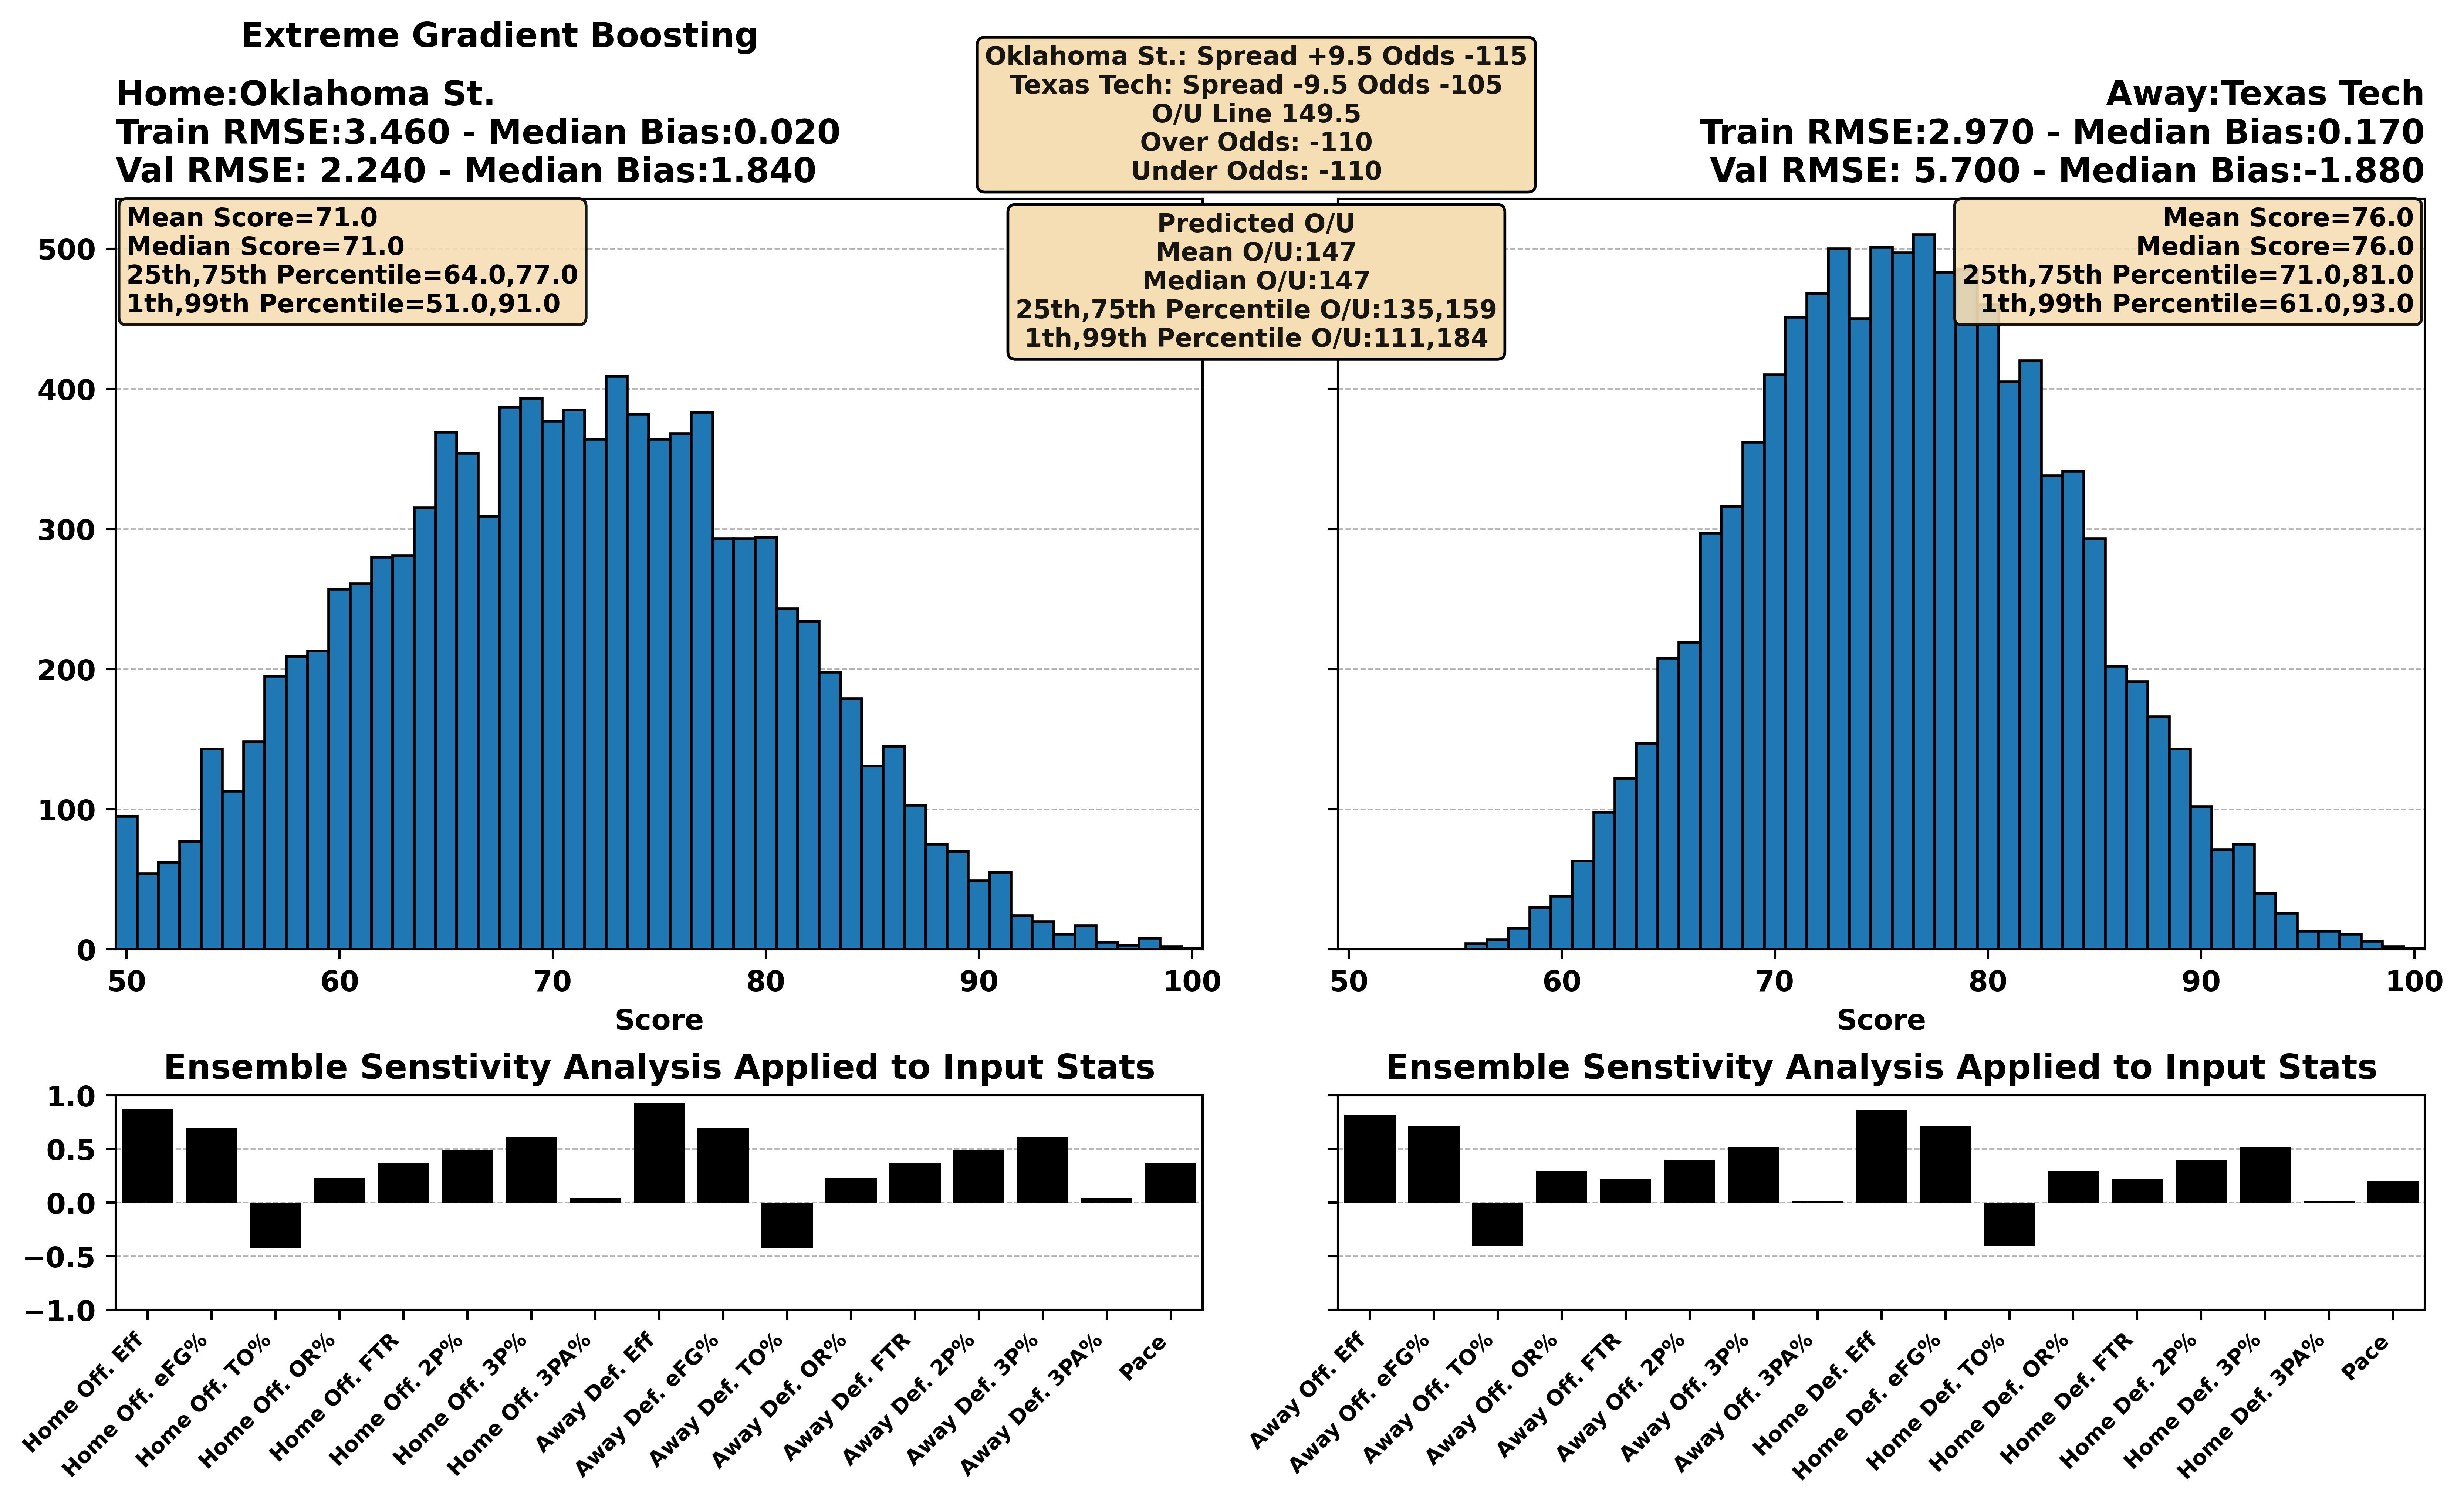 Extreme Gradient Boosting
Home:Oklahoma St.
Train RMSE:3.460 - Median Bias:0.020
Val RMSE: 2.240 - Median Bias:1.840
Oklahoma St.: Spread +9.5 Odds -115
Texas Tech: Spread -9.5 Odds -105
O/U Line 149.5
Over Odds: -110
Under Odds: -110
Away:Texas Tech
Train RMSE:2.970 - Median Bias:0.170
Val RMSE: 5.700 - Median Bias:-1.880
Mean Score=71.0
Median Score=71.0
25th,75th Percentile=64.0,77.0
1th,99th Percentile=51.0,91.0
Predicted O/U
Mean O/U:147
Median O/U:147
25th,75th Percentile O/U:135,159
1th,99th Percentile O/U:111,184
Mean Score=76.0
Median Score=76.0
25th,75th Percentile=71.0,81.0
1th,99th Percentile=61.0,93.0
500
400
300
200
100
0
50 60 70 80 90 100
Score
50 60 70 80 90 100
Score
Ensemble Senstivity Analysis Applied to Input Stats
1.0
0.5
0.0
−0.5
−1.0
Home Off. Eff
Home Off. eFG%
Home Off. TO%
Home Off. OR%
Home Off. FTR
Home Off. 2P%
Home Off. 3P%
Home Off. 3PA%
Away Def. Eff
Away Def. eFG%
Away Def. TO%
Away Def. OR%
Away Def. FTR
Away Def. 2P%
Away Def. 3P%
Away Def. 3PA%
Pace
Ensemble Senstivity Analysis Applied to Input Stats
Away Off. Eff
Away Off. eFG%
Away Off. TO%
Away Off. OR%
Away Off. FTR
Away Off. 2P%
Away Off. 3P%
Away Off. 3PA%
Home Def. Eff
Home Def. eFG%
Home Def. TO%
Home Def. OR%
Home Def. FTR
Home Def. 2P%
Home Def. 3P%
Home Def. 3PA%
Pace